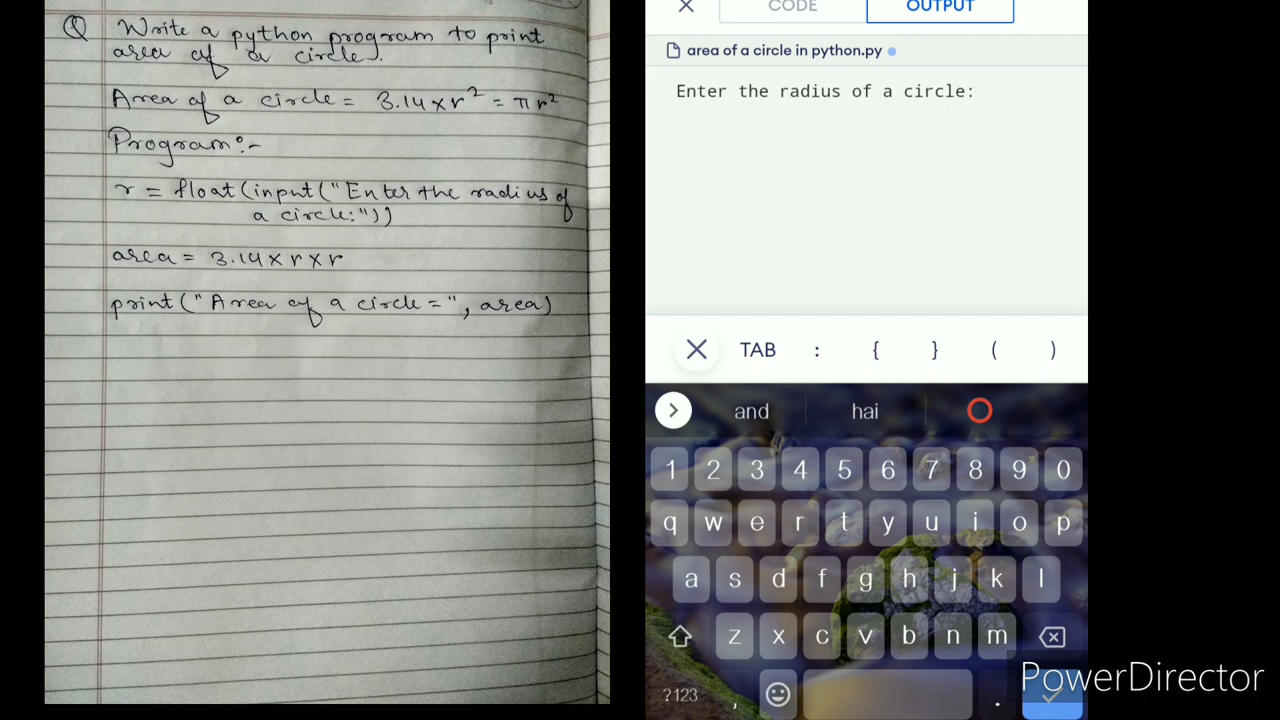 Q Write a python program to print
area of a circle.
Area of a circle = 3.14 × r² = πr²
Program:-
r = float(input("Enter the radius of
a circle:"))
area = 3.14 × r × r
print("Area of a circle =", area)
CODE OUTPUT
area of a circle in python.py
Enter the radius of a circle:
TAB : { } ( )
and hai
1 2 3 4 5 6 7 8 9 0
q w e r t y u i o p
a s d f g h j k l
z x c v b n m
?123 , .
PowerDirector